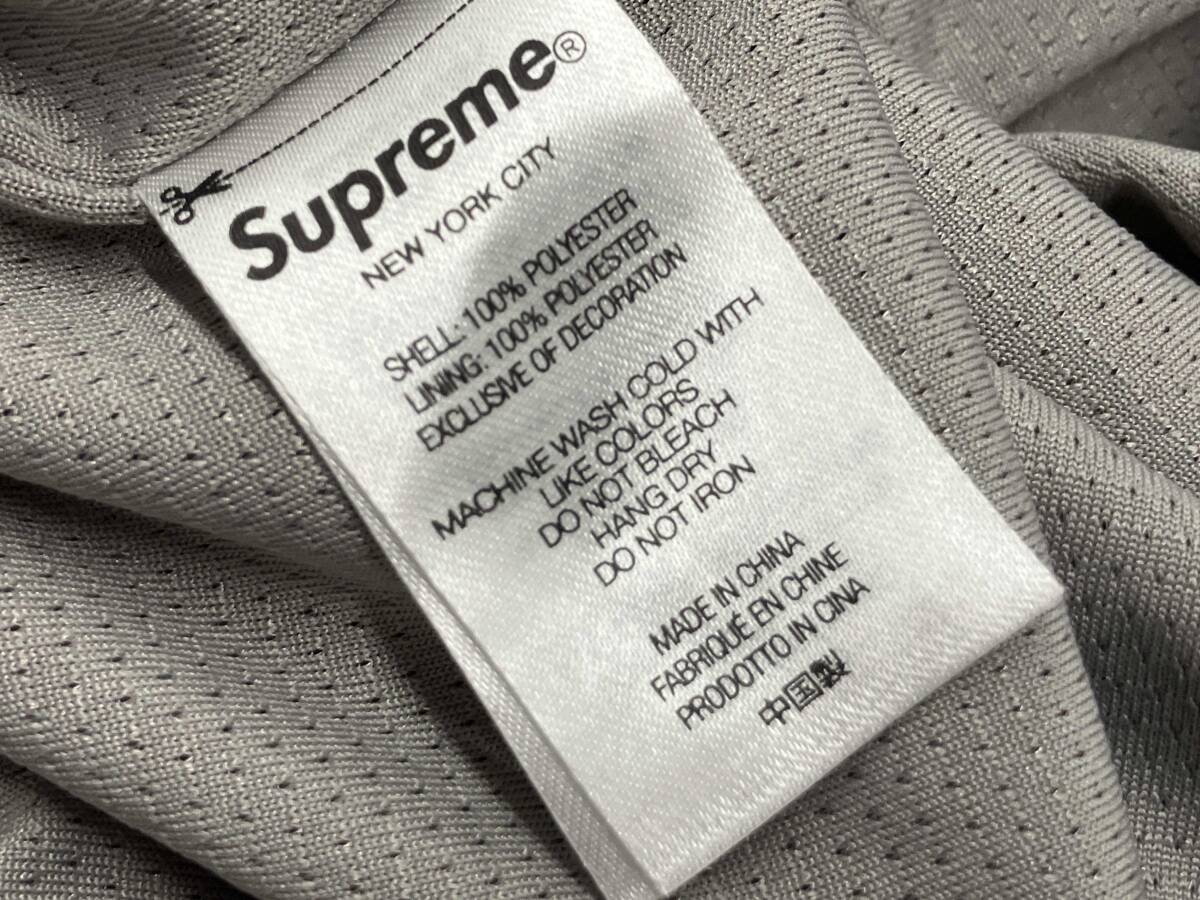 Supreme®
NEW YORK CITY
SHELL: 100% POLYESTER
LINING: 100% POLYESTER
EXCLUSIVE OF DECORATION
MACHINE WASH COLD WITH
LIKE COLORS
DO NOT BLEACH
HANG DRY
DO NOT IRON
MADE IN CHINA
FABRIQUÉ EN CHINE
PRODOTTO IN CINA
中国製